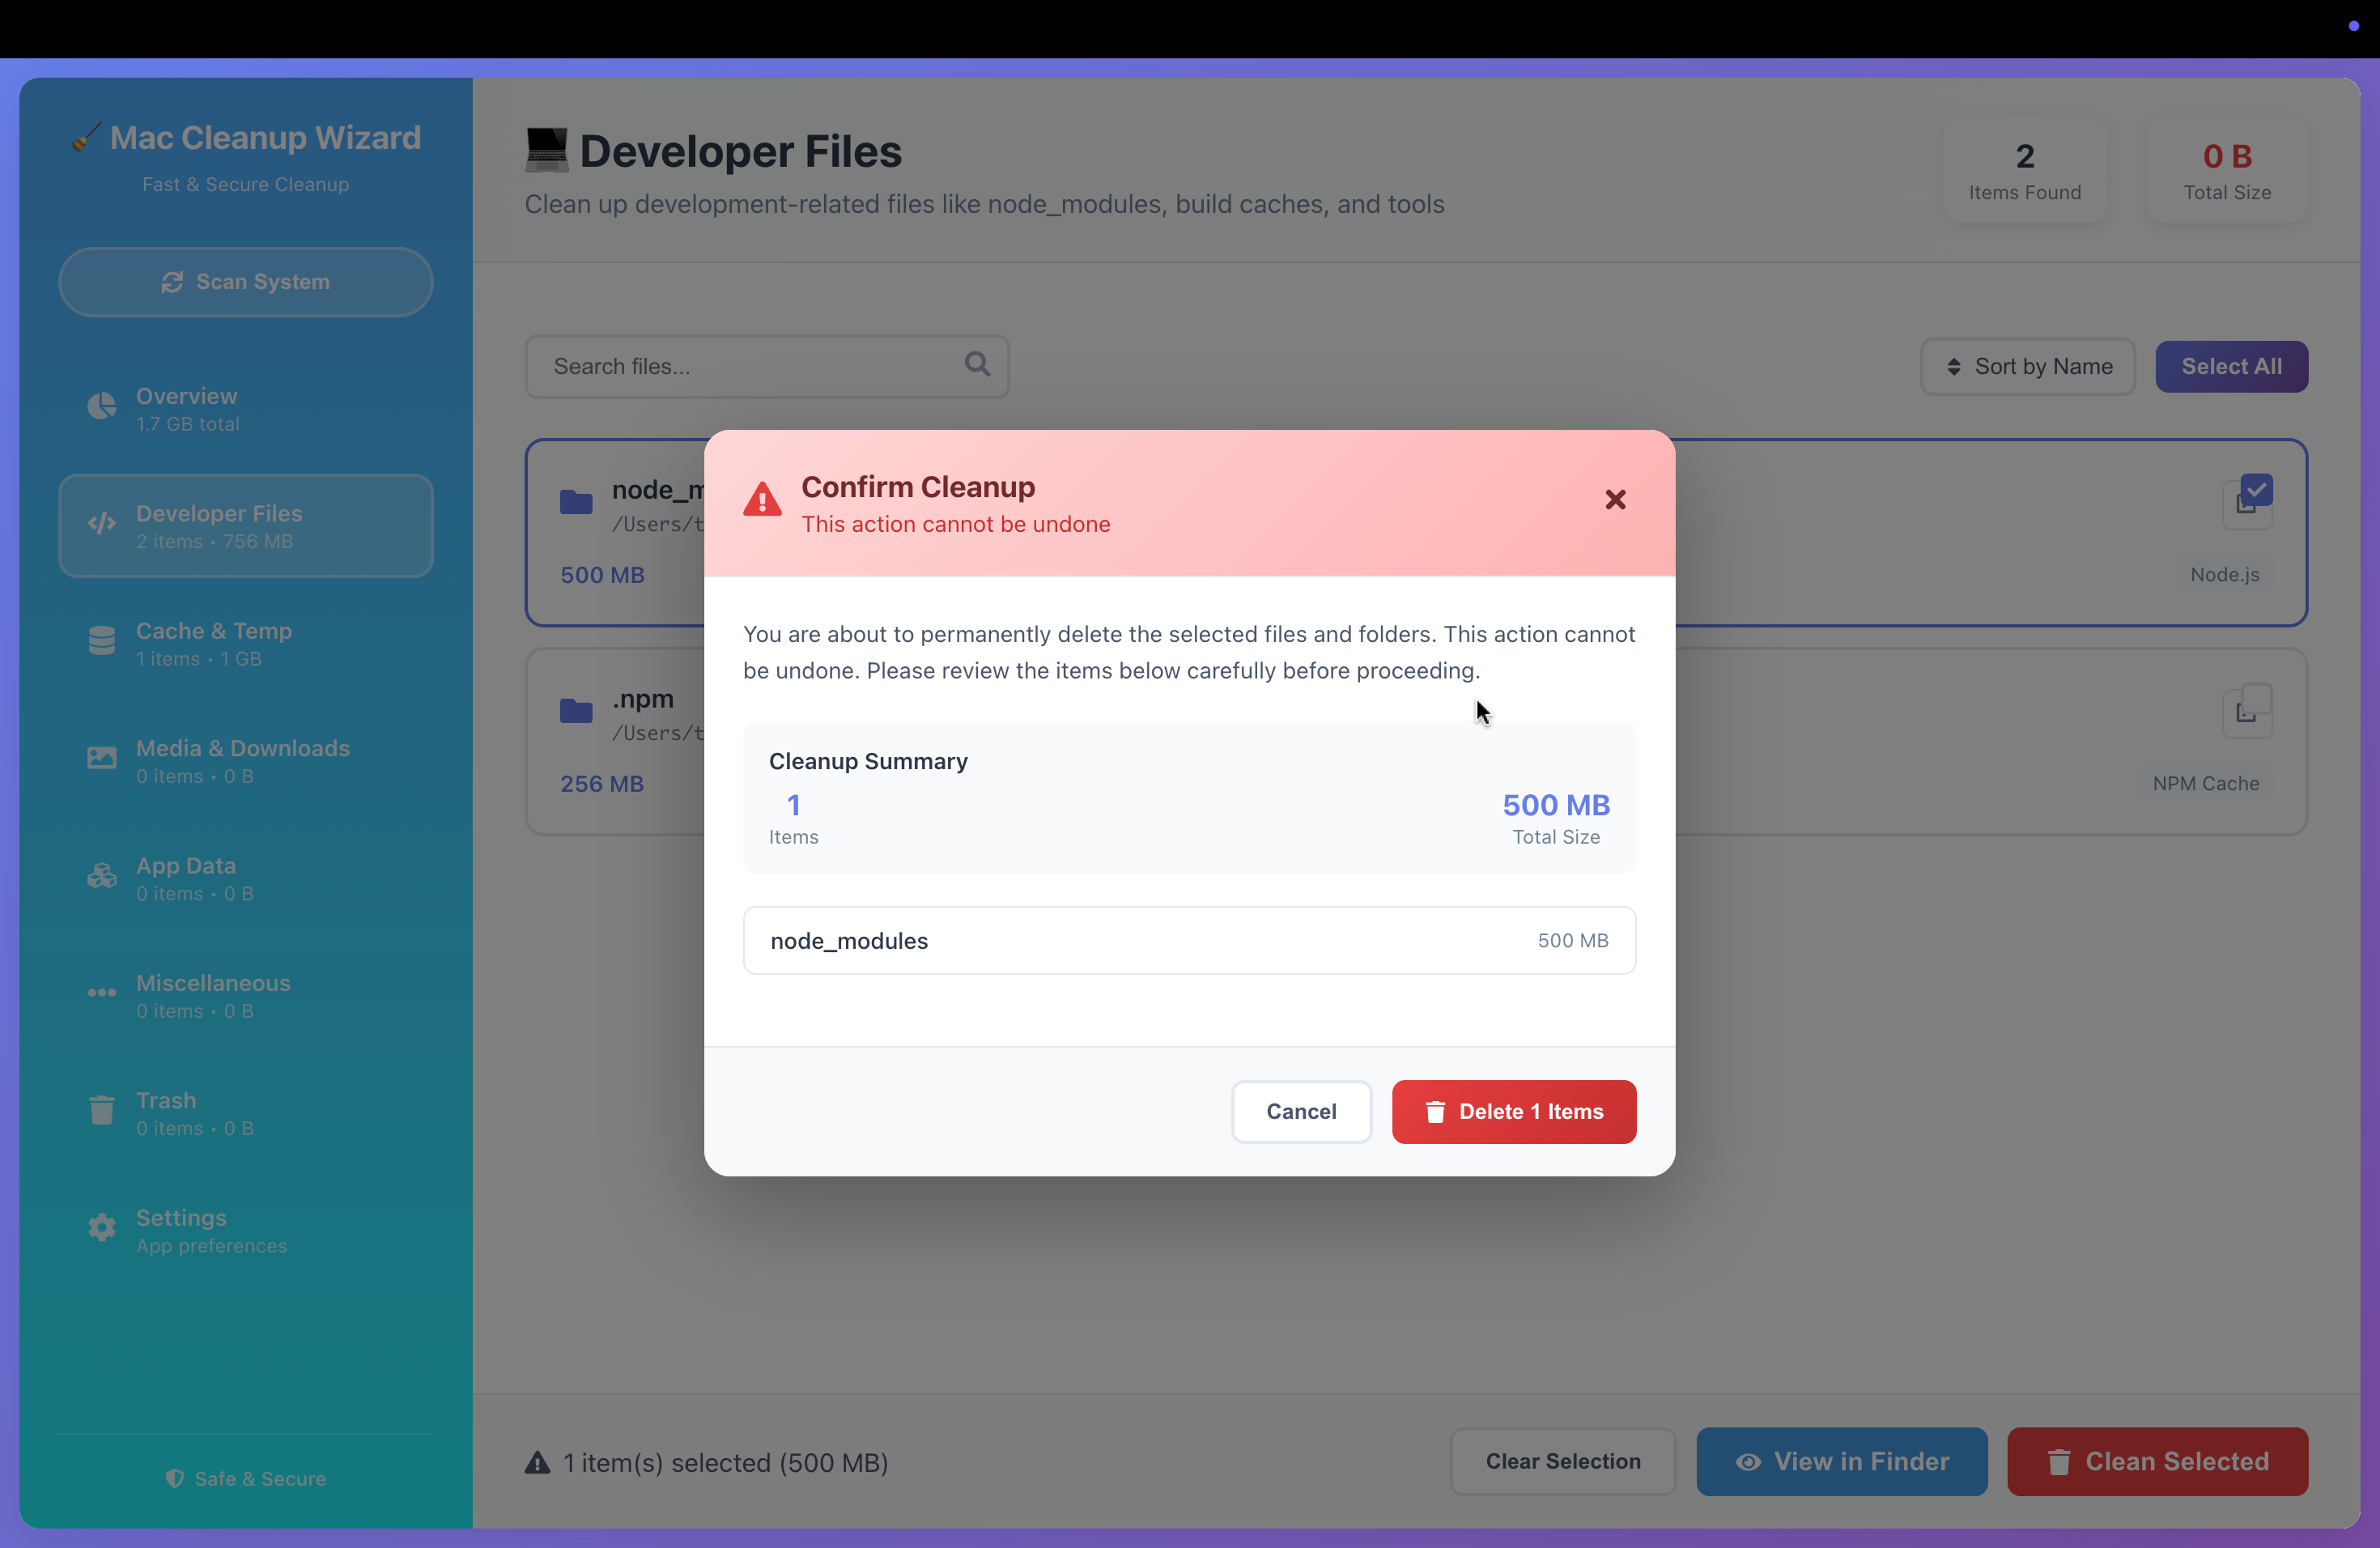 Mac Cleanup Wizard
Fast & Secure Cleanup
Scan System
Overview
1.7 GB total
Developer Files
2 items • 756 MB
Cache & Temp
1 items • 1 GB
Media & Downloads
0 items • 0 B
App Data
0 items • 0 B
Miscellaneous
0 items • 0 B
Trash
0 items • 0 B
Settings
App preferences
Safe & Secure
Developer Files
Clean up development-related files like node_modules, build caches, and tools
2
Items Found
0 B
Total Size
Search files...
Sort by Name
Select All
node_m
/Users/t
500 MB
Node.js
.npm
/Users/t
256 MB
NPM Cache
Confirm Cleanup
This action cannot be undone
You are about to permanently delete the selected files and folders. This action cannot
be undone. Please review the items below carefully before proceeding.
Cleanup Summary
1
Items
500 MB
Total Size
node_modules
500 MB
Cancel
Delete 1 Items
1 item(s) selected (500 MB)
Clear Selection
View in Finder
Clean Selected